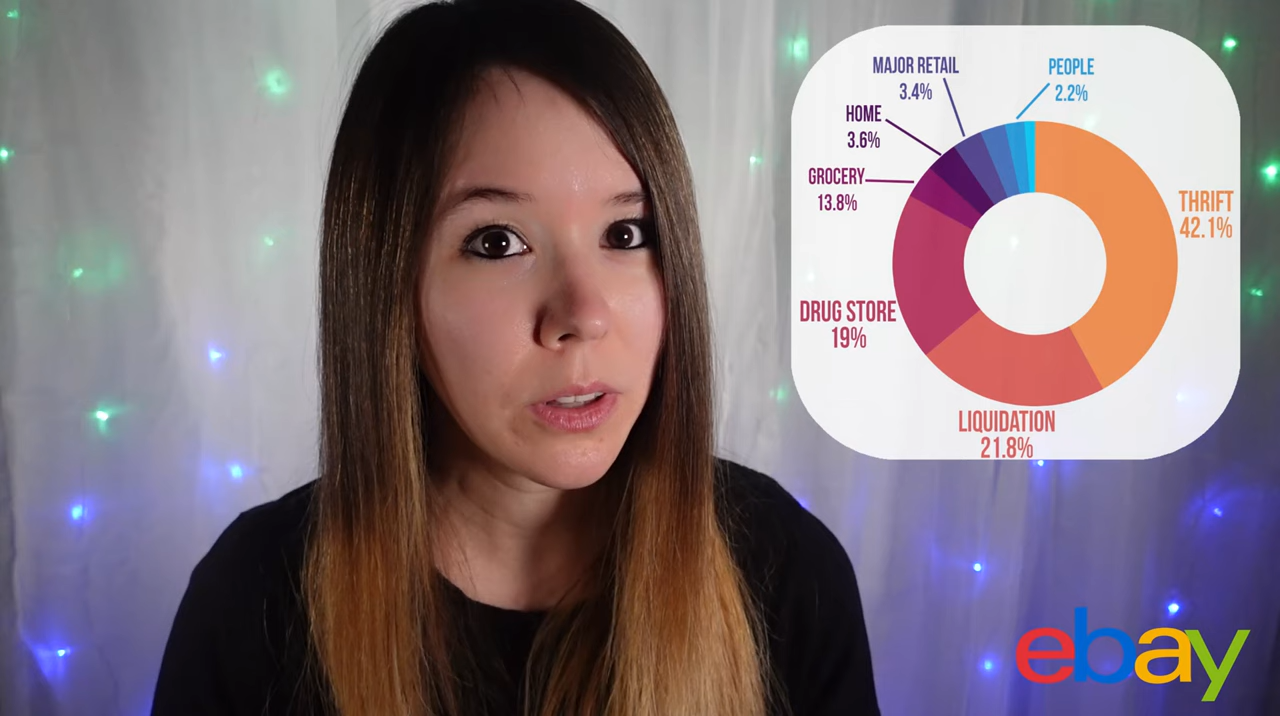 MAJOR RETAIL
3.4%
PEOPLE
2.2%
HOME
3.6%
GROCERY
13.8%
THRIFT
42.1%
DRUG STORE
19%
LIQUIDATION
21.8%
ebay